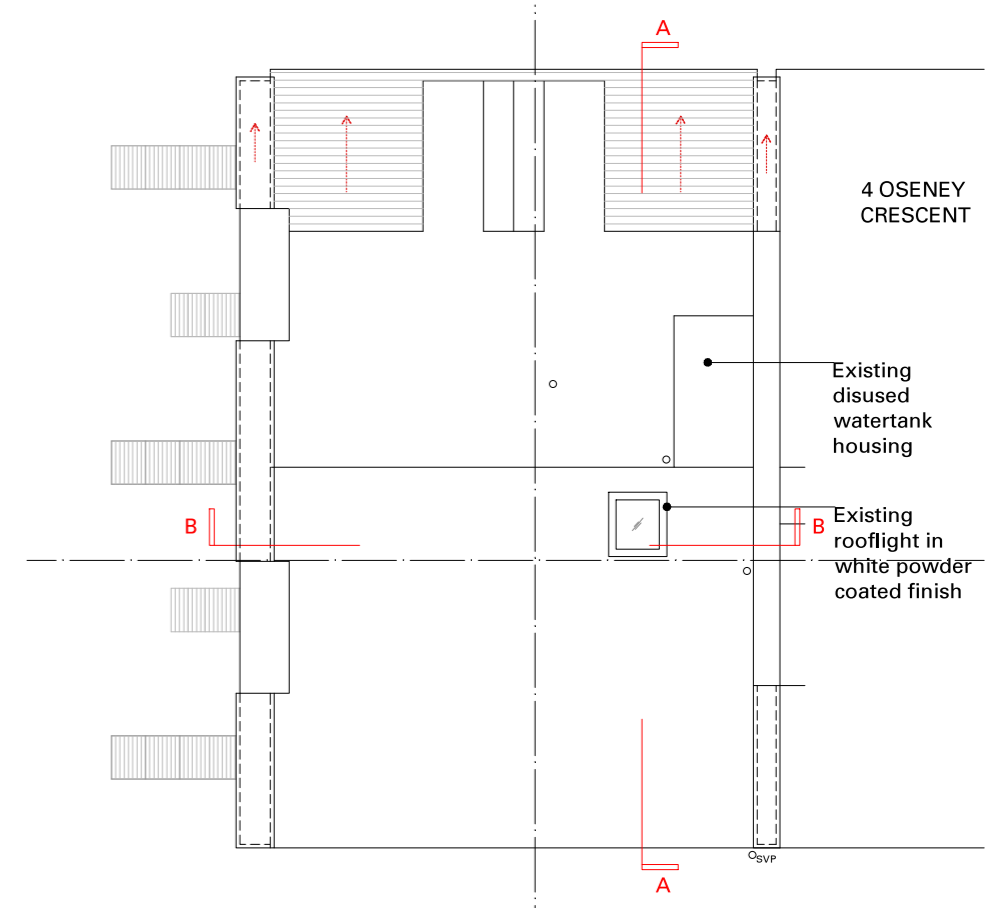 A
4 OSENEY
CRESCENT
Existing
disused
watertank
housing
B
B
Existing
rooflight in
white powder
coated finish
SVP
A